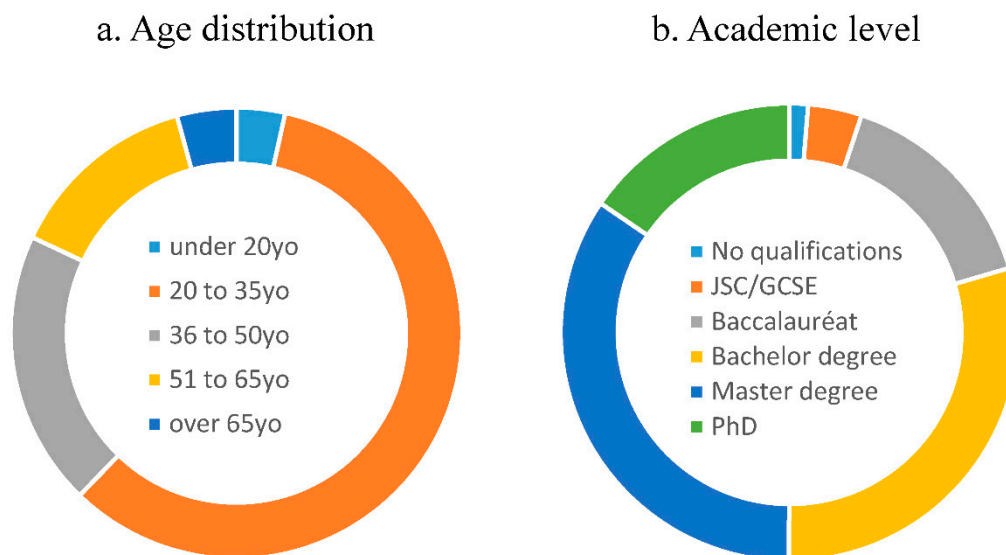 a. Age distribution
under 20yo
20 to 35yo
36 to 50yo
51 to 65yo
over 65yo
b. Academic level
No qualifications
JSC/GCSE
Baccalauréat
Bachelor degree
Master degree
PhD